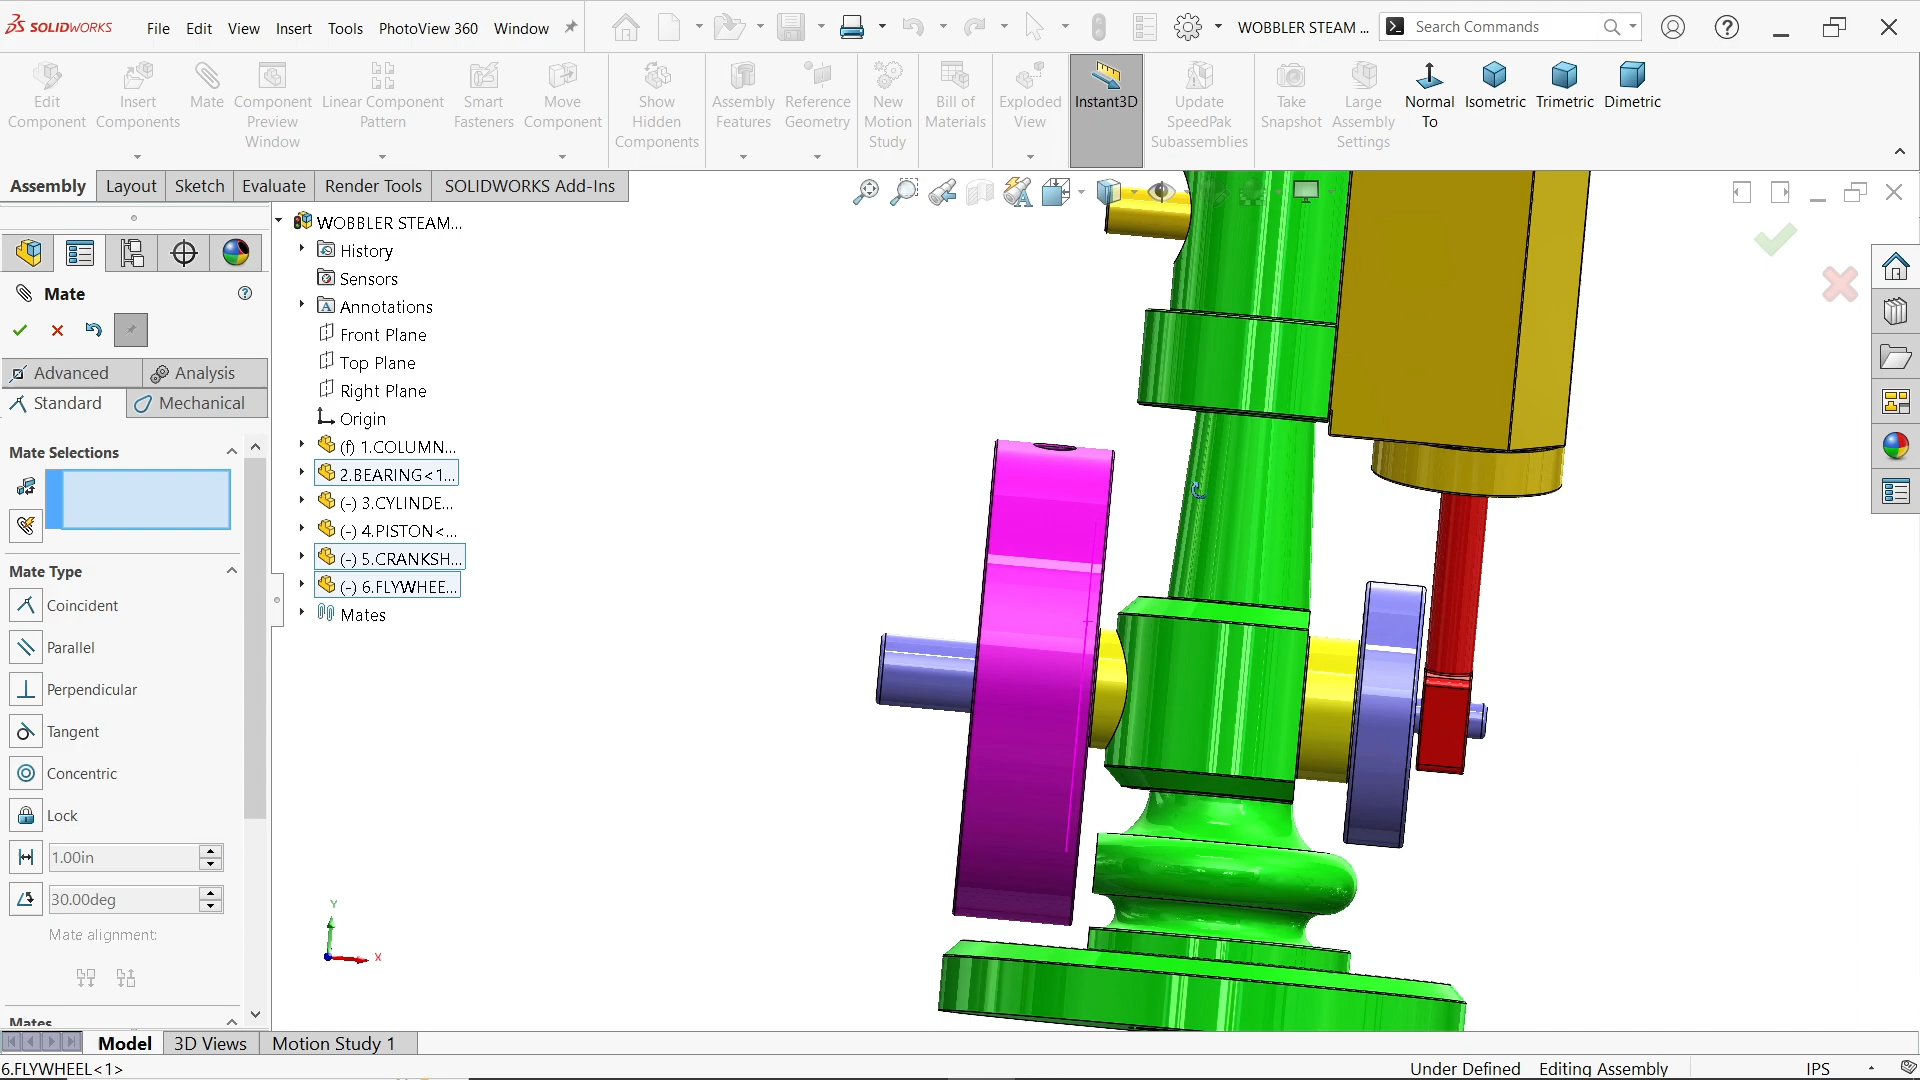 SOLIDWORKS File Edit View Insert Tools PhotoView 360 Window WOBBLER STEAM ... Search Commands
Edit Component
Insert Components
Mate
Component Preview Window
Linear Component Pattern
Smart Fasteners
Move Component
Show Hidden Components
Assembly Features
Reference Geometry
New Motion Study
Bill of Materials
Exploded View
Instant3D
Update SpeedPak Subassemblies
Take Snapshot
Large Assembly Settings
Normal To
Isometric
Trimetric
Dimetric
Assembly Layout Sketch Evaluate Render Tools SOLIDWORKS Add-Ins
Mate
Advanced Analysis
Standard Mechanical
Mate Selections
Mate Type
Coincident
Parallel
Perpendicular
Tangent
Concentric
Lock
1.00in
30.00deg
Mate alignment:
Mates
WOBBLER STEAM...
History
Sensors
Annotations
Front Plane
Top Plane
Right Plane
Origin
(f) 1.COLUMN...
2.BEARING<1...
(-) 3.CYLINDE...
(-) 4.PISTON<...
(-) 5.CRANKSH...
(-) 6.FLYWHEE...
Mates
Y
X
Model 3D Views Motion Study 1
6.FLYWHEEL<1> Under Defined Editing Assembly IPS